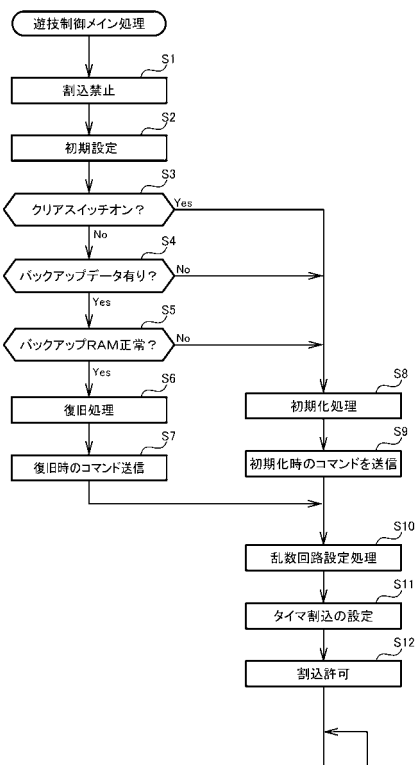 遊技制御メイン処理
S1
割込禁止
S2
初期設定
S3
クリアスイッチオン？
Yes
No
S4
バックアップデータ有り？
No
Yes
S5
バックアップRAM正常？
No
Yes
S6
復旧処理
S7
復旧時のコマンド送信
S8
初期化処理
S9
初期化時のコマンドを送信
S10
乱数回路設定処理
S11
タイマ割込の設定
S12
割込許可